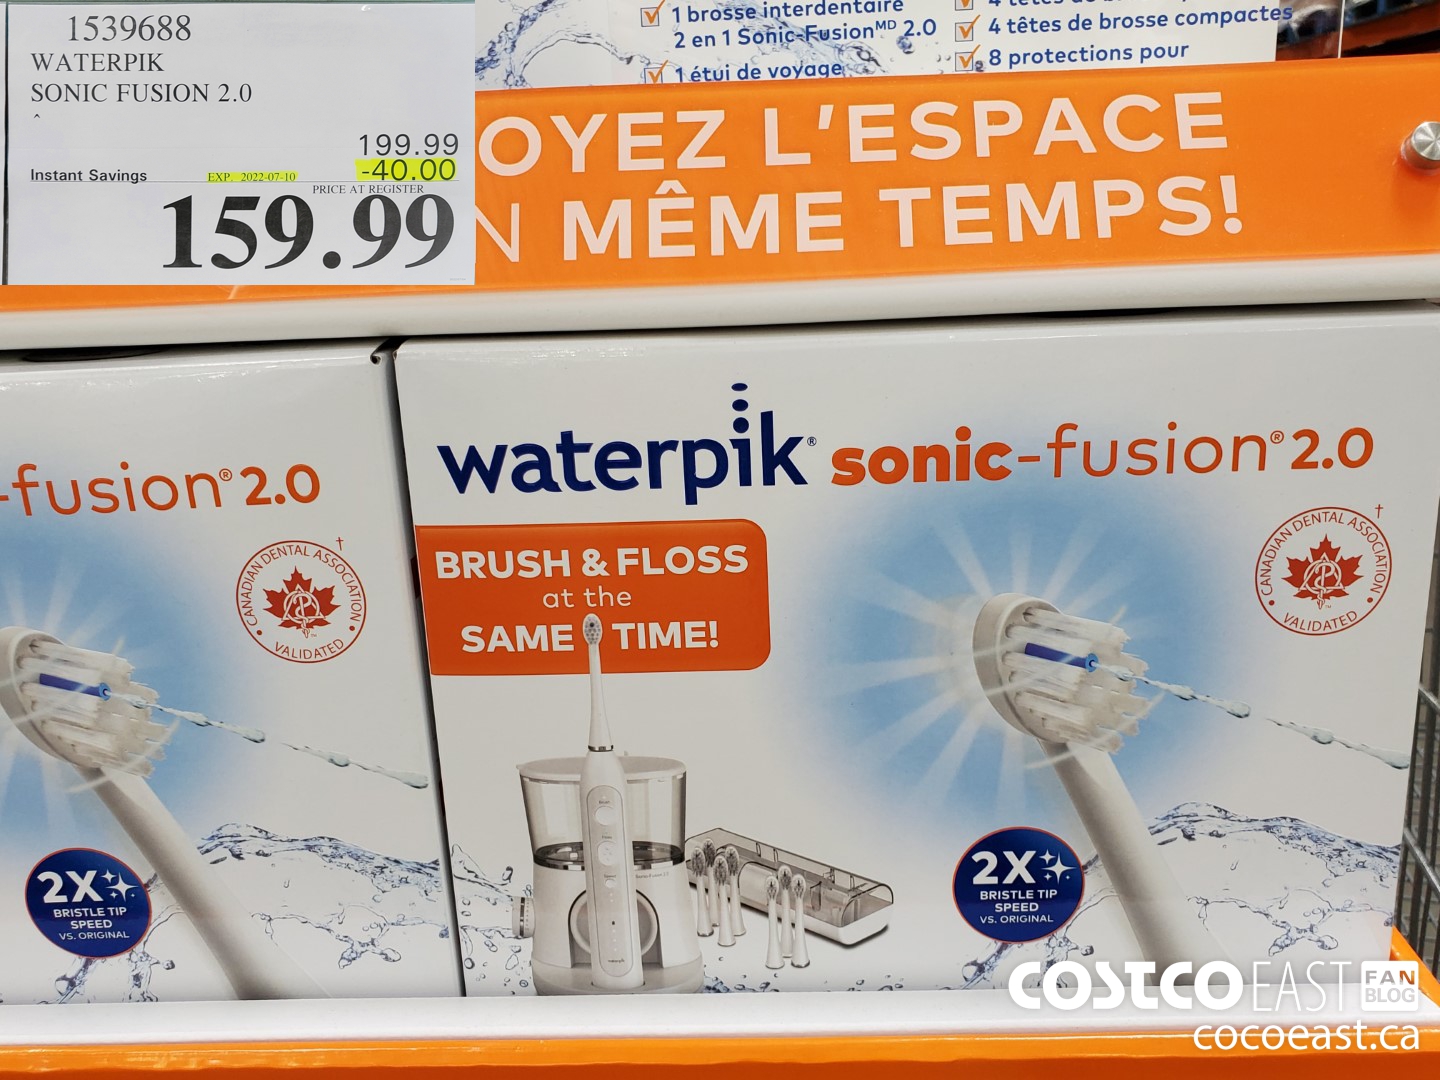 1539688
WATERPIK
SONIC FUSION 2.0
^
199.99
Instant Savings EXP. 2022-07-10 -40.00
PRICE AT REGISTER
159.99
1 brosse interdentaire
2 en 1 Sonic-Fusion MD 2.0
1 étui de voyage
4 têtes de
4 têtes de brosse compactes
8 protections pour
OYEZ L'ESPACE
N MÊME TEMPS!
-fusion® 2.0
CANADIAN DENTAL ASSOCIATION †
VALIDATED
2X
BRISTLE TIP
SPEED
VS. ORIGINAL
waterpik® sonic-fusion® 2.0
BRUSH & FLOSS
at the
SAME TIME!
CANADIAN DENTAL ASSOCIATION †
VALIDATED
2X
BRISTLE TIP
SPEED
VS. ORIGINAL
waterpik
COSTCO EAST FAN BLOG
cocoeast.ca